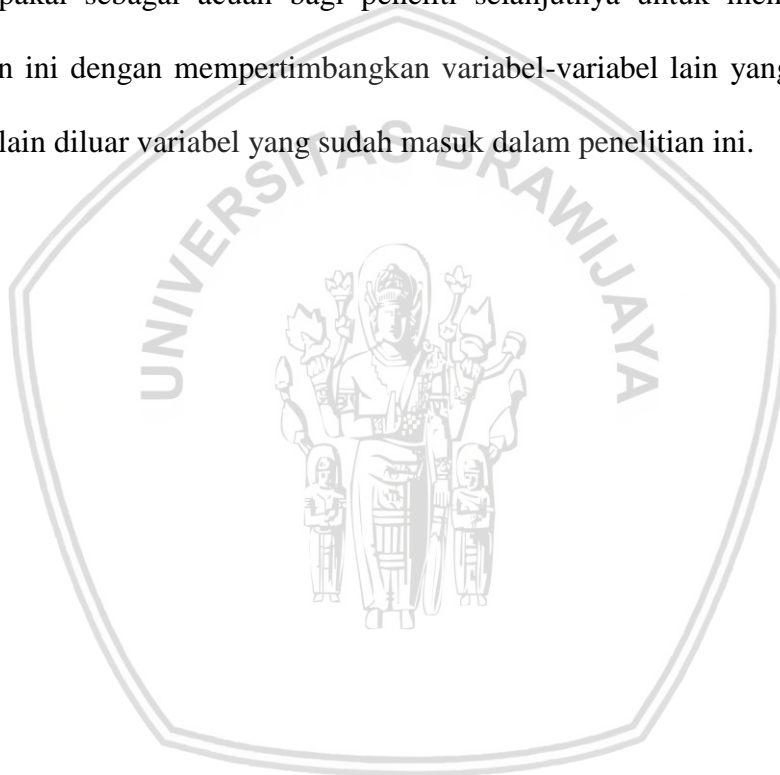 pakai sebagai acuan bagi peneliti selanjutnya untuk
n ini dengan mempertimbangkan variabel-variabel lain yang
lain diluar variabel yang sudah masuk dalam penelitian ini.
UNIVERSITAS BRAWIJAYA